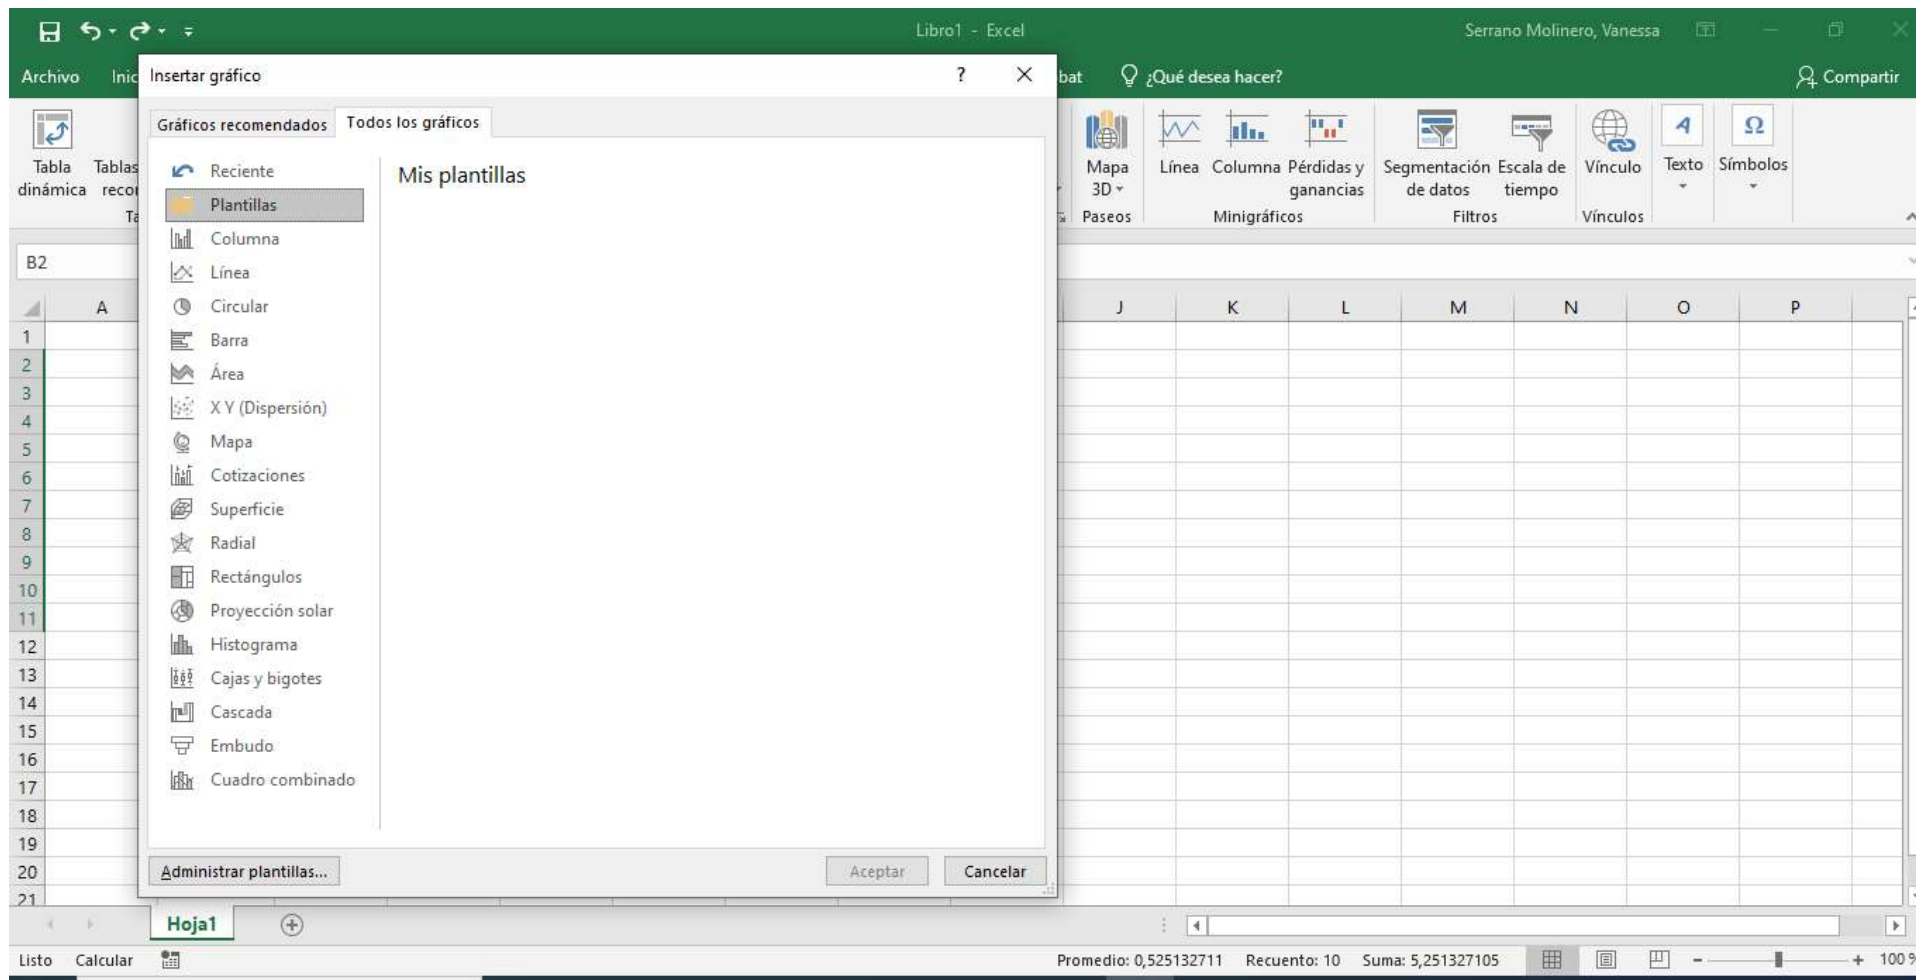 Libro1 - Excel
Serrano Molinero, Vanessa
Archivo
Inic
bat
¿Qué desea hacer?
Compartir
Insertar gráfico
?
Gráficos recomendados
Todos los gráficos
Reciente
Plantillas
Columna
Línea
Circular
Barra
Área
X Y (Dispersión)
Mapa
Cotizaciones
Superficie
Radial
Rectángulos
Proyección solar
Histograma
Cajas y bigotes
Cascada
Embudo
Cuadro combinado
Mis plantillas
Administrar plantillas...
Aceptar
Cancelar
Tabla
dinámica
Tablas
recor
Ta
Mapa
3D
Paseos
Línea
Columna
Pérdidas y
ganancias
Minigráficos
Segmentación
de datos
Escala de
tiempo
Filtros
Vínculo
Vínculos
Texto
Símbolos
B2
A
J
K
L
M
N
O
P
1
2
3
4
5
6
7
8
9
10
11
12
13
14
15
16
17
18
19
20
21
Hoja1
Listo
Calcular
Promedio: 0,525132711
Recuento: 10
Suma: 5,251327105
100 %